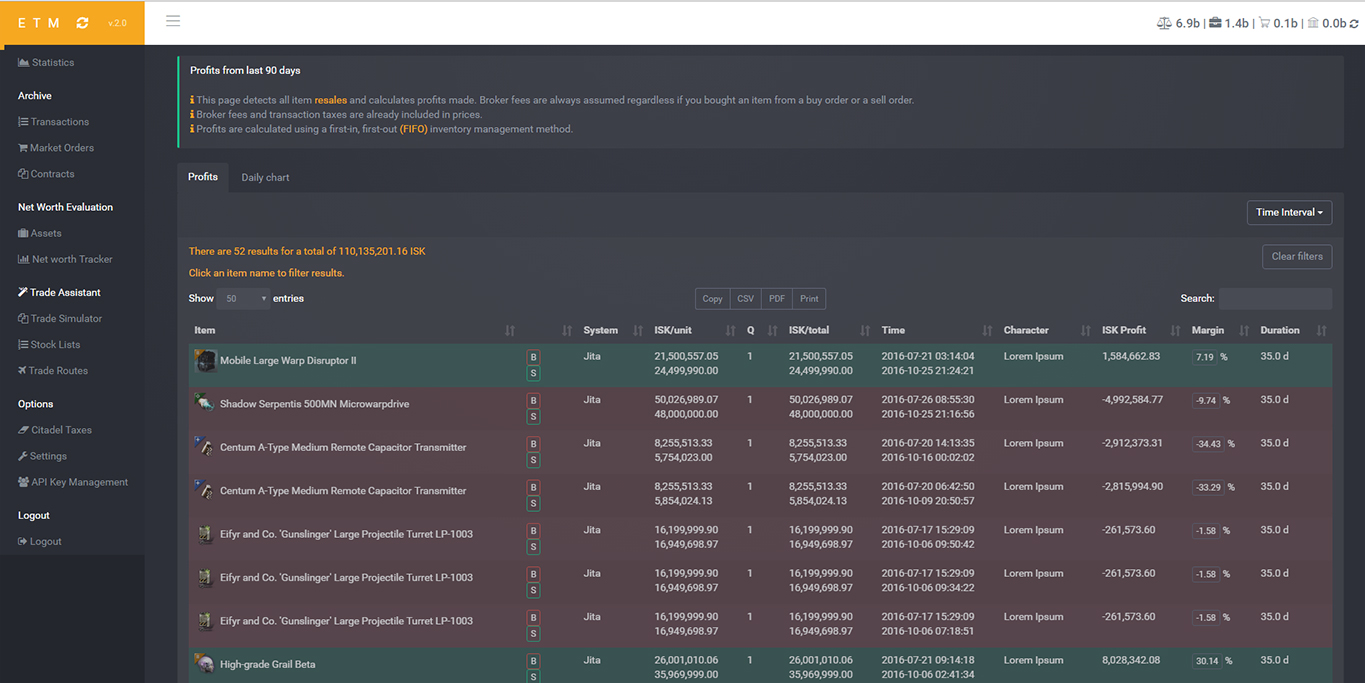 E T M v.2.0
6.9b | 1.4b | 0.1b | 0.0b
Statistics
Archive
Transactions
Market Orders
Contracts
Net Worth Evaluation
Assets
Net worth Tracker
Trade Assistant
Trade Simulator
Stock Lists
Trade Routes
Options
Citadel Taxes
Settings
API Key Management
Logout
Logout
Profits from last 90 days
This page detects all item resales and calculates profits made. Broker fees are always assumed regardless if you bought an item from a buy order or a sell order.
Broker fees and transaction taxes are already included in prices.
Profits are calculated using a first-in, first-out (FIFO) inventory management method.
Profits Daily chart
Time Interval
There are 52 results for a total of 110,135,201.16 ISK
Clear filters
Click an item name to filter results.
Show 50 entries Copy CSV PDF Print Search:
Item System ISK/unit Q ISK/total Time Character ISK Profit Margin Duration
Mobile Large Warp Disruptor II B Jita 21,500,557.05 1 21,500,557.05 2016-07-21 03:14:04 Lorem Ipsum 1,584,662.83 7.19 % 35.0 d
S 24,499,990.00 24,499,990.00 2016-10-25 21:24:21
Shadow Serpentis 500MN Microwarpdrive B Jita 50,026,989.07 1 50,026,989.07 2016-07-26 08:55:30 Lorem Ipsum -4,992,584.77 -9.74 % 35.0 d
S 48,000,000.00 48,000,000.00 2016-10-25 21:16:56
Centum A-Type Medium Remote Capacitor Transmitter B Jita 8,255,513.33 1 8,255,513.33 2016-07-20 14:13:35 Lorem Ipsum -2,912,373.31 -34.43 % 35.0 d
S 5,754,023.00 5,754,023.00 2016-10-16 00:02:02
Centum A-Type Medium Remote Capacitor Transmitter B Jita 8,255,513.33 1 8,255,513.33 2016-07-20 06:42:50 Lorem Ipsum -2,815,994.90 -33.29 % 35.0 d
S 5,854,024.13 5,854,024.13 2016-10-09 20:50:57
Eifyr and Co. 'Gunslinger' Large Projectile Turret LP-1003 B Jita 16,199,999.90 1 16,199,999.90 2016-07-17 15:29:09 Lorem Ipsum -261,573.60 -1.58 % 35.0 d
S 16,949,698.97 16,949,698.97 2016-10-06 09:50:42
Eifyr and Co. 'Gunslinger' Large Projectile Turret LP-1003 B Jita 16,199,999.90 1 16,199,999.90 2016-07-17 15:29:09 Lorem Ipsum -261,573.60 -1.58 % 35.0 d
S 16,949,698.97 16,949,698.97 2016-10-06 09:34:22
Eifyr and Co. 'Gunslinger' Large Projectile Turret LP-1003 B Jita 16,199,999.90 1 16,199,999.90 2016-07-17 15:29:09 Lorem Ipsum -261,573.60 -1.58 % 35.0 d
S 16,949,698.97 16,949,698.97 2016-10-06 07:18:51
High-grade Grail Beta B Jita 26,001,010.06 1 26,001,010.06 2016-07-21 09:14:18 Lorem Ipsum 8,028,342.08 30.14 % 35.0 d
S 35,969,999.00 35,969,999.00 2016-10-06 02:41:34